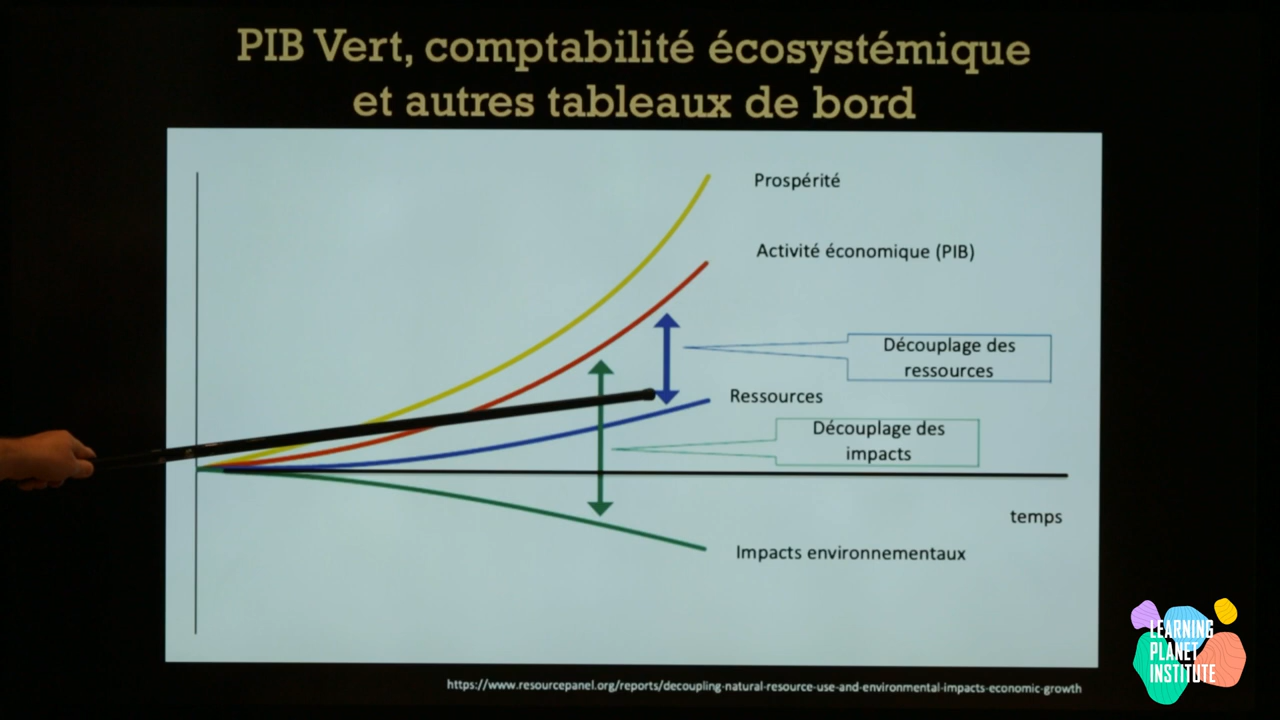 PIB Vert, comptabilité écosystémique
et autres tableaux de bord
Prospérité
Activité économique (PIB)
Découplage des
ressources
Ressources
Découplage des
impacts
temps
Impacts environnementaux
https://www.resourcepanel.org/reports/decoupling-natural-resource-use-and-environmental-impacts-economic-growth
LEARNING
PLANET
INSTITUTE